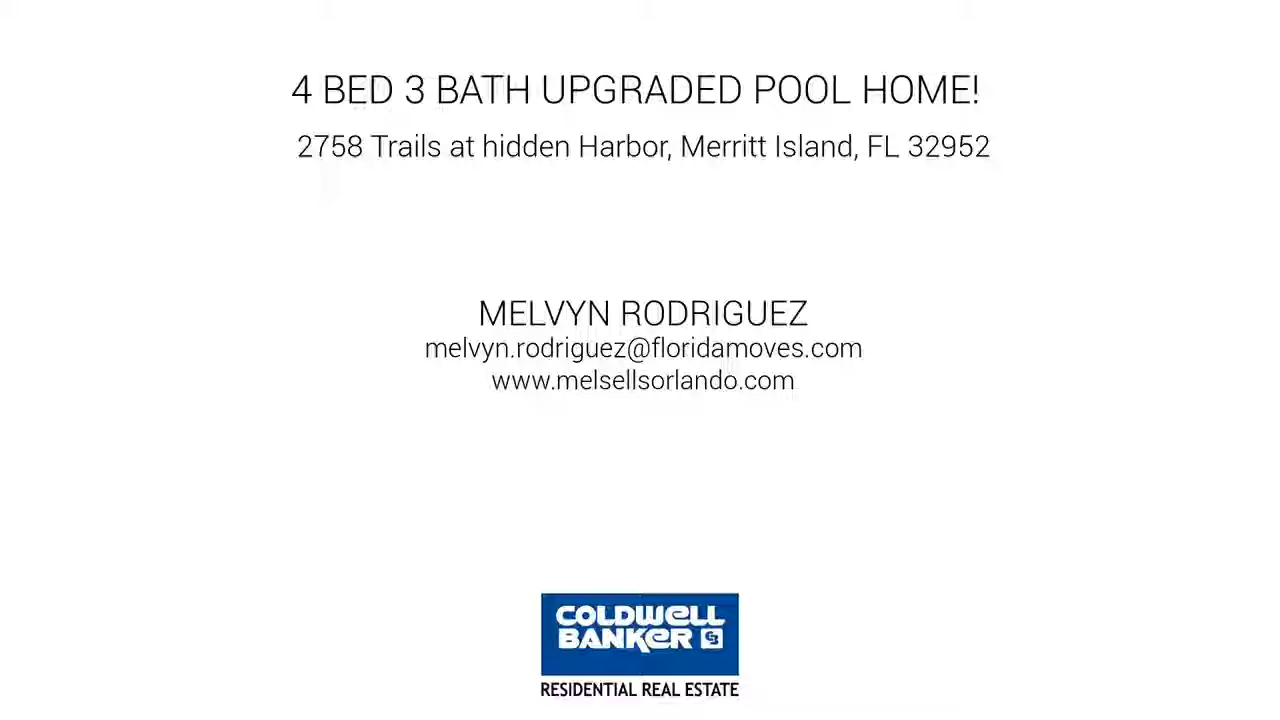 4 BED 3 BATH UPGRADED POOL HOME!
2758 Trails at hidden Harbor, Merritt Island, FL 32952
MELVYN RODRIGUEZ
melvyn.rodriguez@floridamoves.com
www.melsellsorlando.com
COLDWELL
BANKER CB
RESIDENTIAL REAL ESTATE